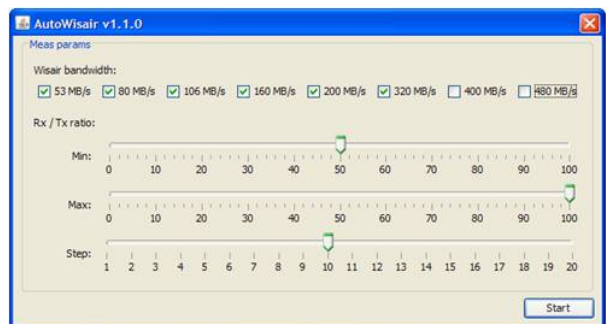 AutoWisair v1.1.0
Meas params
Wisair bandwidth:
53 MB/s 80 MB/s 106 MB/s 160 MB/s 200 MB/s 320 MB/s 400 MB/s 480 MB/s
Rx / Tx ratio:
Min:
0 10 20 30 40 50 60 70 80 90 100
Max:
0 10 20 30 40 50 60 70 80 90 100
Step:
1 2 3 4 5 6 7 8 9 10 11 12 13 14 15 16 17 18 19 20
Start